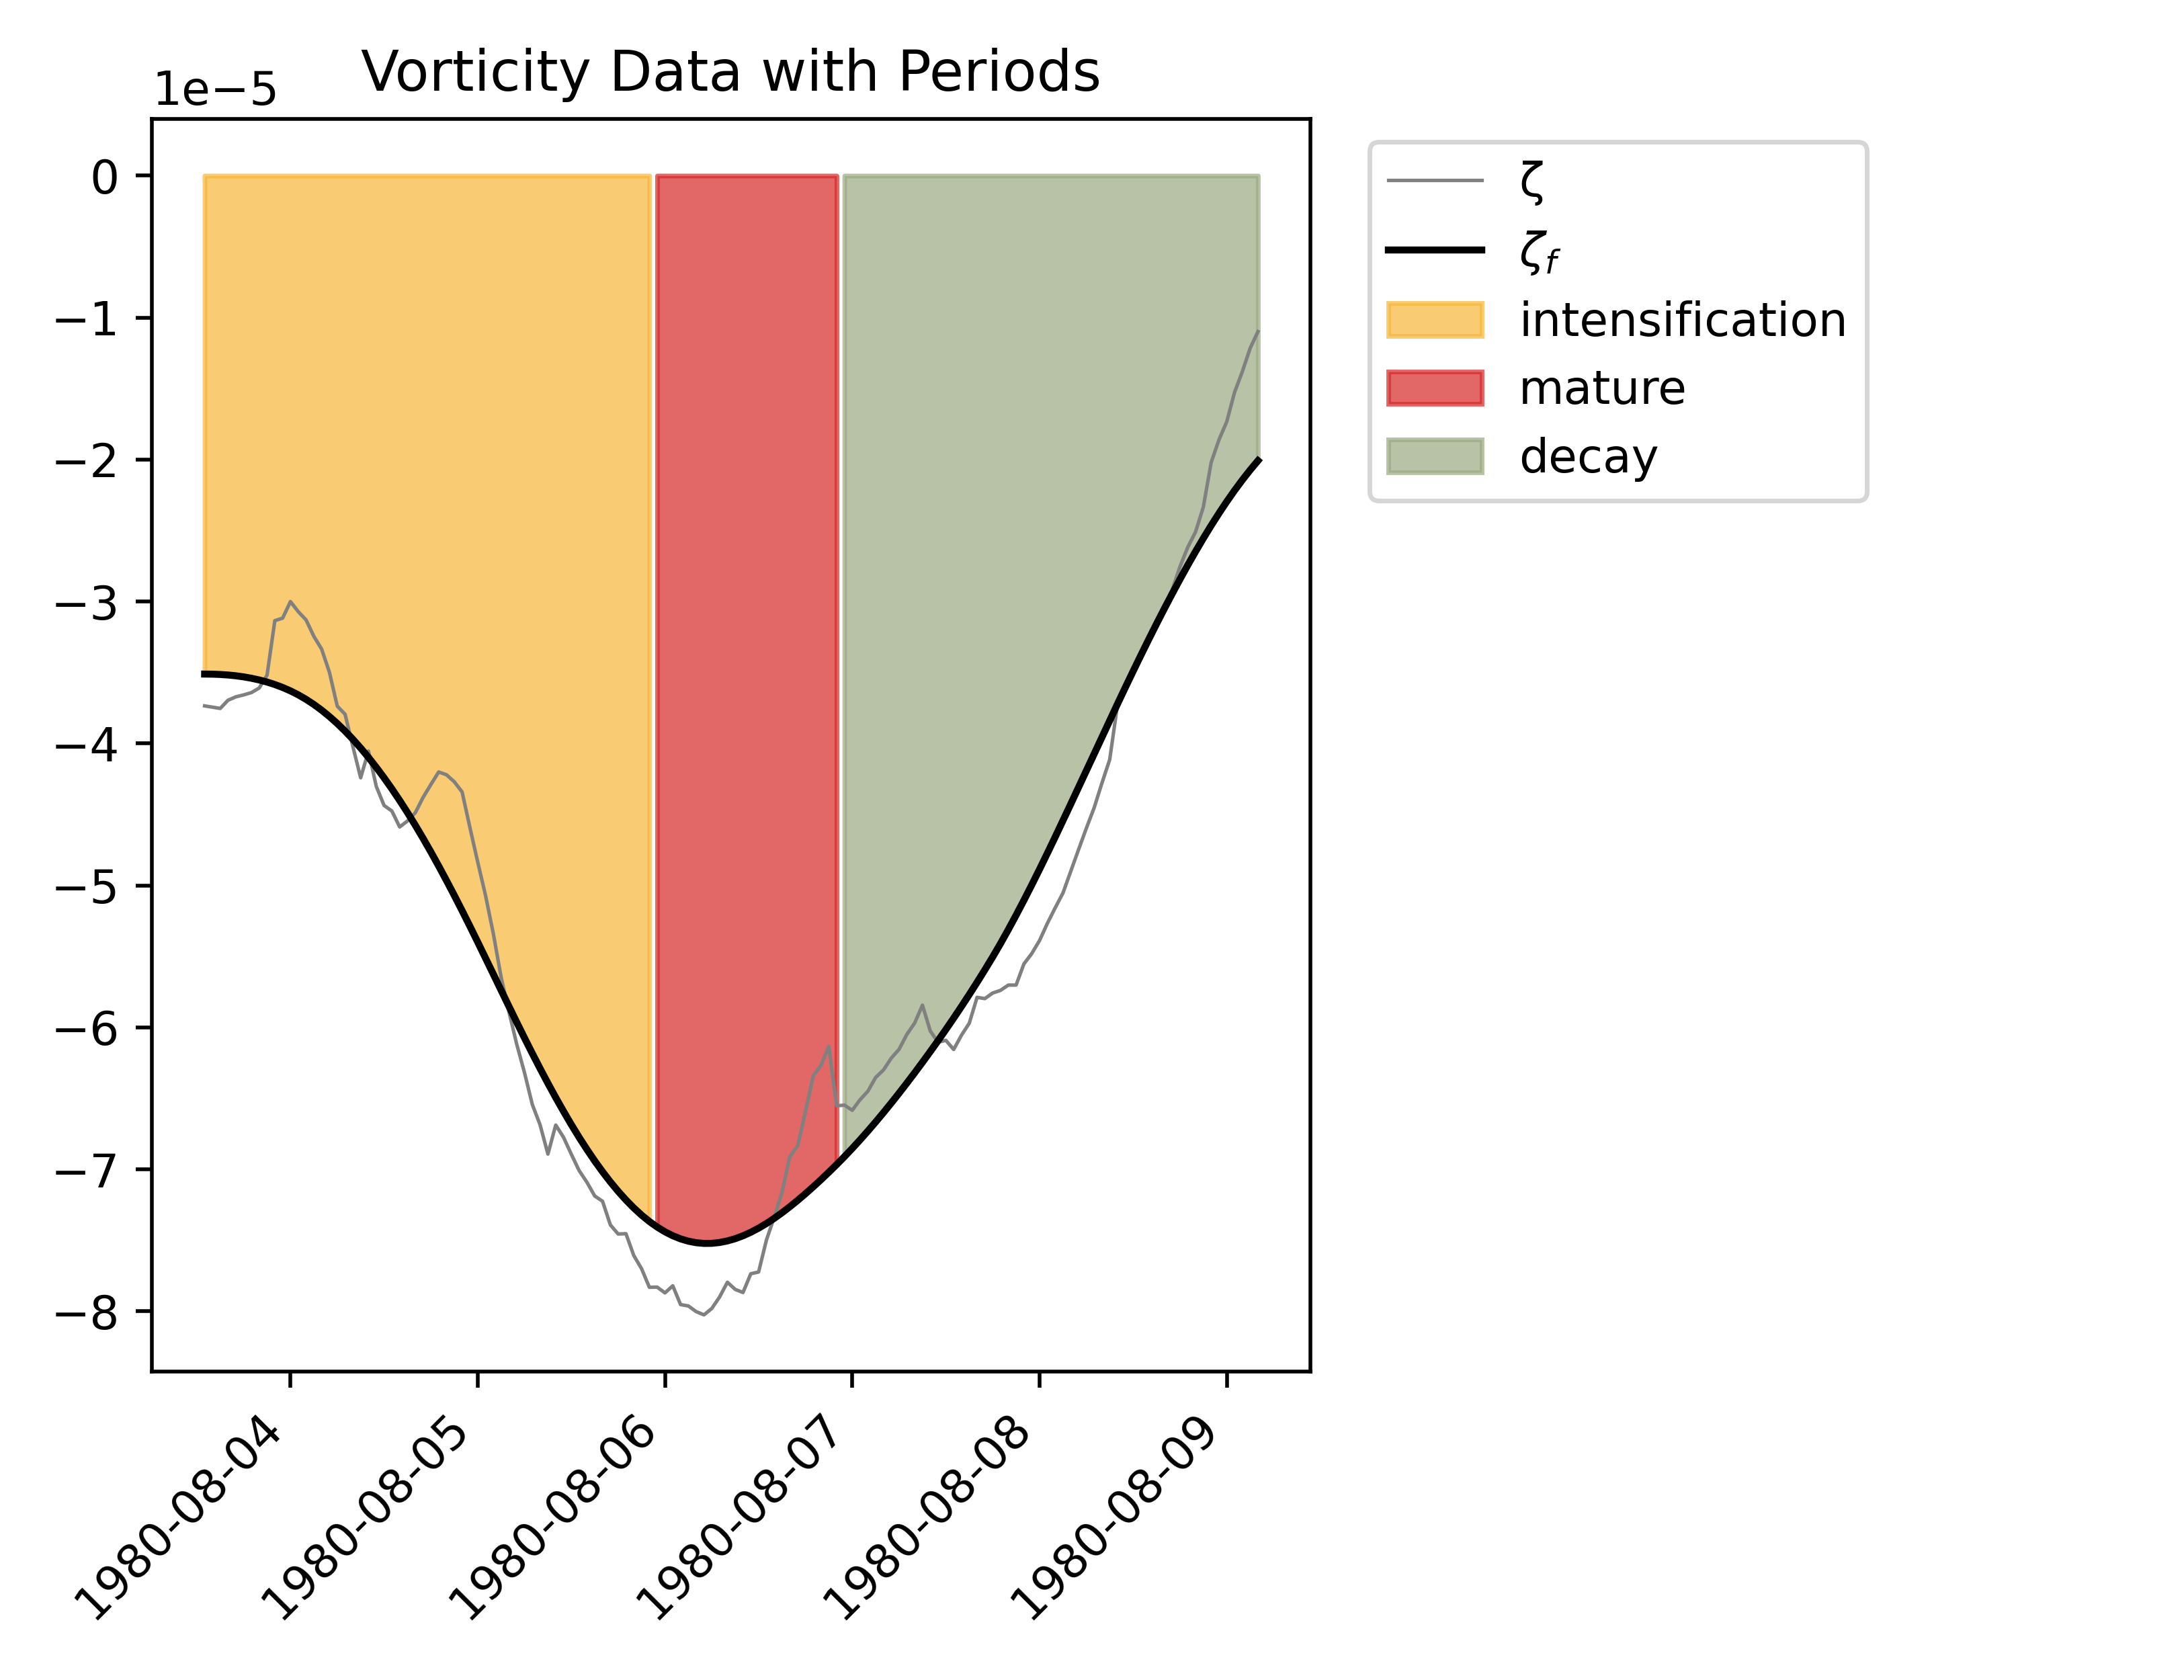 Vorticity Data with Periods
1e−5
0
−1
−2
−3
−4
−5
−6
−7
−8
1980-08-04
1980-08-05
1980-08-06
1980-08-07
1980-08-08
1980-08-09
ζ
ζf
intensification
mature
decay